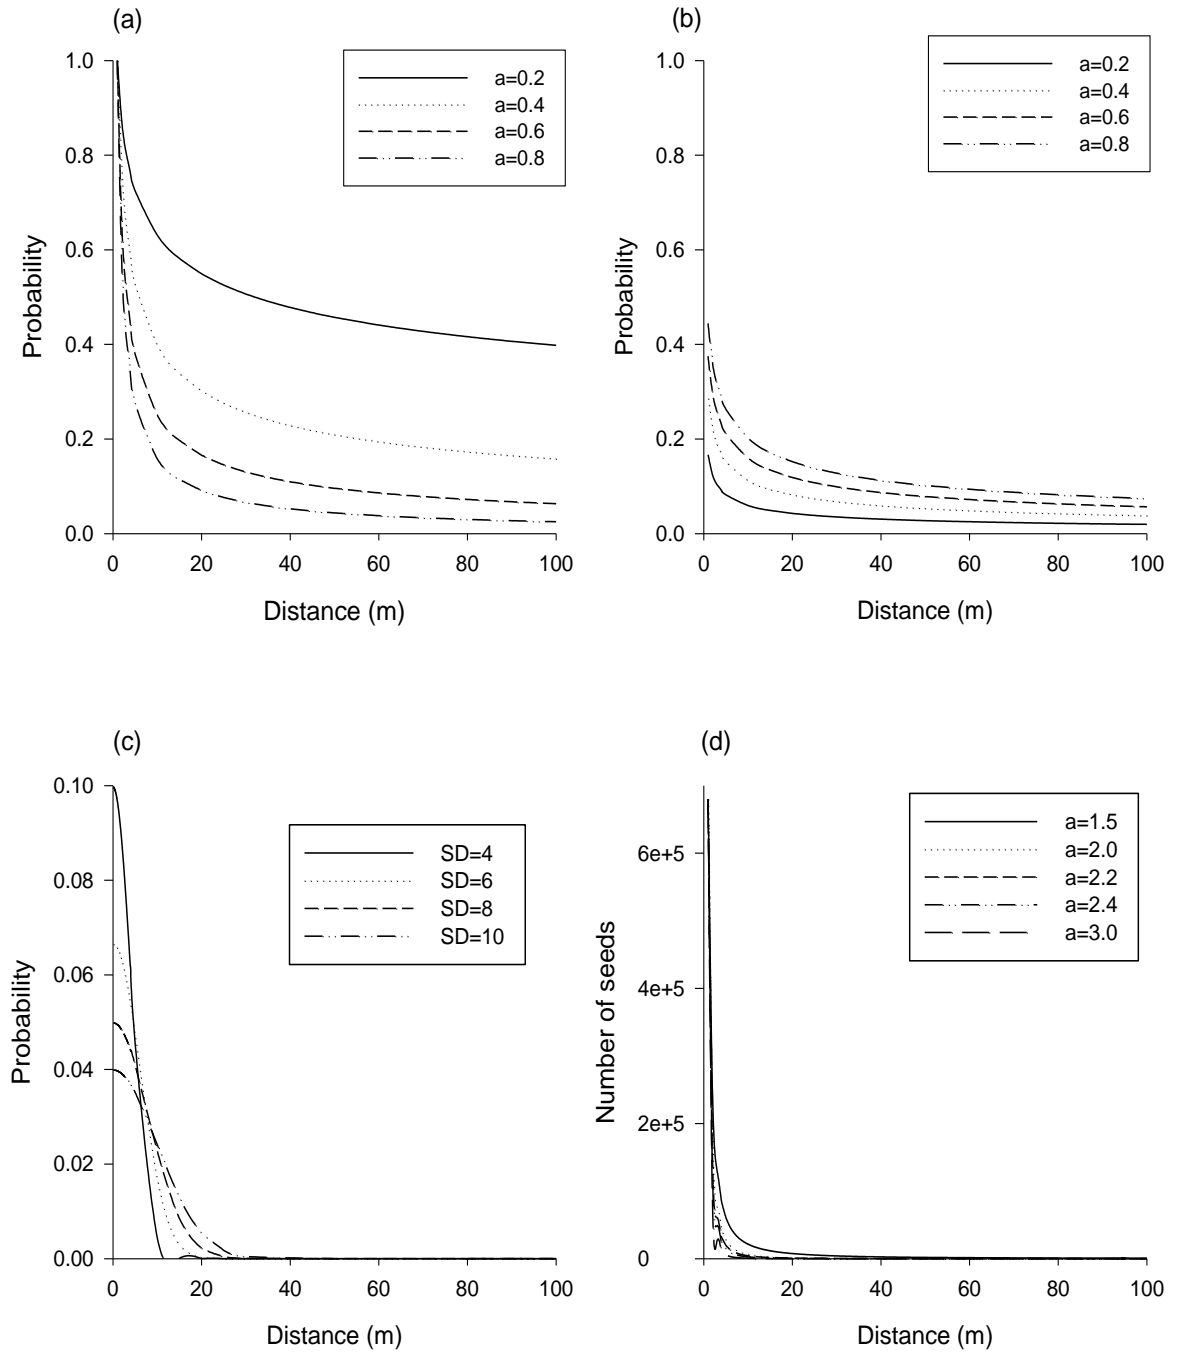 (a)
a=0.2
a=0.4
a=0.6
a=0.8
Probability
1.0
0.8
0.6
0.4
0.2
0.0
0 20 40 60 80 100
Distance (m)
(b)
a=0.2
a=0.4
a=0.6
a=0.8
Probability
1.0
0.8
0.6
0.4
0.2
0.0
0 20 40 60 80 100
Distance (m)
(c)
SD=4
SD=6
SD=8
SD=10
Probability
0.10
0.08
0.06
0.04
0.02
0.00
0 20 40 60 80 100
Distance (m)
(d)
a=1.5
a=2.0
a=2.2
a=2.4
a=3.0
Number of seeds
6e+5
4e+5
2e+5
0
0 20 40 60 80 100
Distance (m)